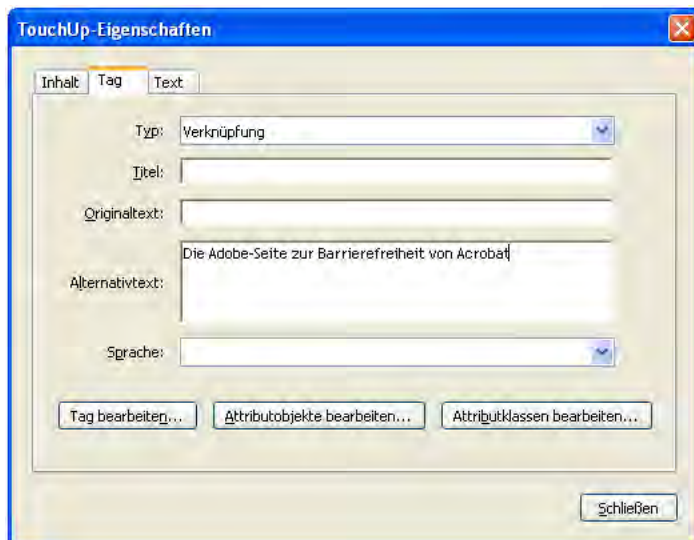 TouchUp-Eigenschaften
Inhalt Tag Text
Typ: Verknüpfung
Titel:
Originaltext:
Alternativtext: Die Adobe-Seite zur Barrierefreiheit von Acrobat
Sprache:
Tag bearbeiten... Attributobjekte bearbeiten... Attributklassen bearbeiten...
Schließen